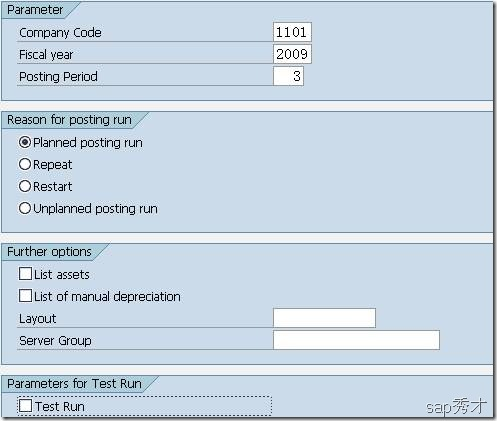 Parameter
Company Code 1101
Fiscal year 2009
Posting Period 3
Reason for posting run
Planned posting run
Repeat
Restart
Unplanned posting run
Further options
List assets
List of manual depreciation
Layout
Server Group
Parameters for Test Run
Test Run
sap秀才